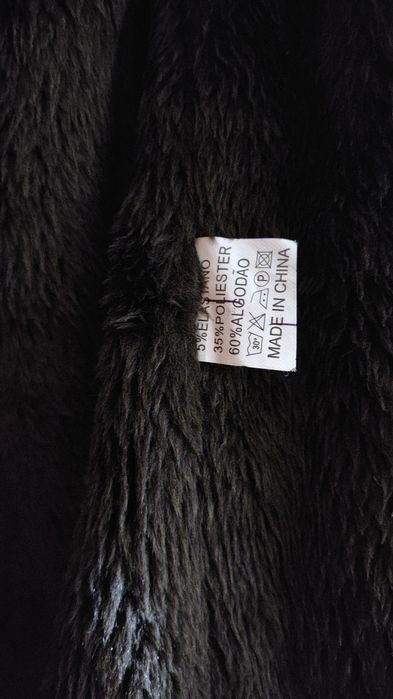 5%ELASTANO
35%POLIESTER
60%ALGODÃO
30° P
MADE IN CHINA